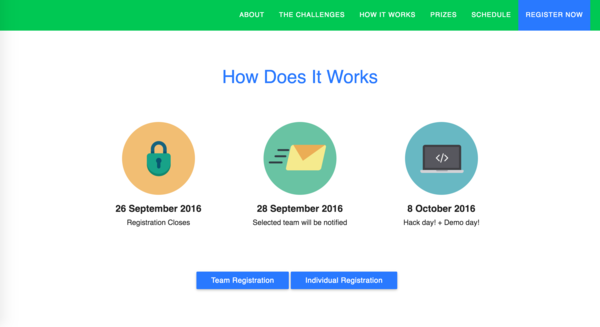 ABOUT THE CHALLENGES HOW IT WORKS PRIZES SCHEDULE REGISTER NOW
How Does It Works
</>
26 September 2016 28 September 2016 8 October 2016
Registration Closes Selected team will be notified Hack day! + Demo day!
Team Registration Individual Registration